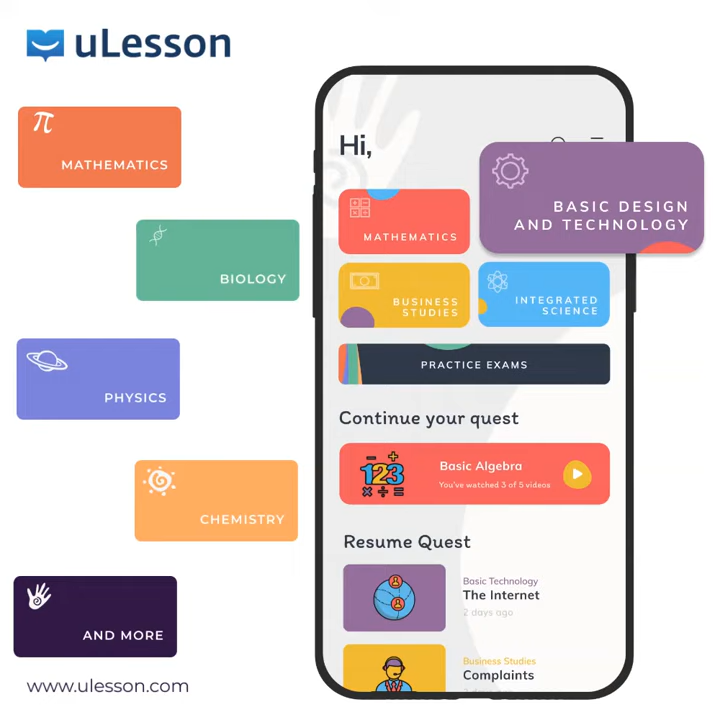 uLesson
π
MATHEMATICS
BIOLOGY
PHYSICS
CHEMISTRY
AND MORE
www.ulesson.com
Hi,
BASIC DESIGN
AND TECHNOLOGY
MATHEMATICS
BUSINESS
STUDIES
INTEGRATED
SCIENCE
PRACTICE EXAMS
Continue your quest
123
Basic Algebra
You've watched 3 of 5 videos
Resume Quest
Basic Technology
The Internet
2 days ago
Business Studies
Complaints